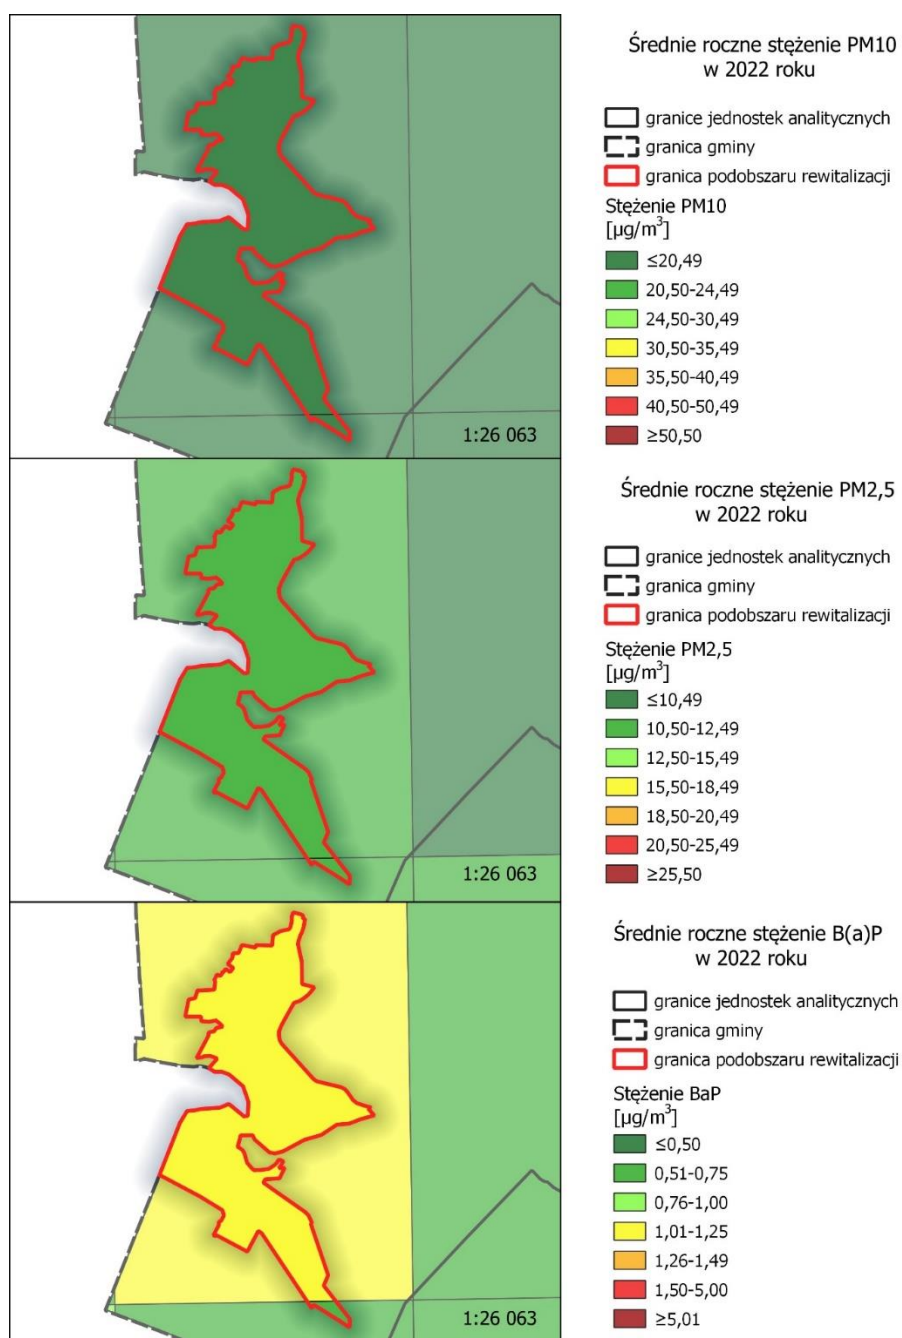 Średnie roczne stężenie PM10
w 2022 roku
granice jednostek analitycznych
granica gminy
granica podobszaru rewitalizacji
Stężenie PM10
[µg/m³]
≤20,49
20,50-24,49
24,50-30,49
30,50-35,49
35,50-40,49
40,50-50,49
≥50,50
1:26 063
Średnie roczne stężenie PM2,5
w 2022 roku
granice jednostek analitycznych
granica gminy
granica podobszaru rewitalizacji
Stężenie PM2,5
[µg/m³]
≤10,49
10,50-12,49
12,50-15,49
15,50-18,49
18,50-20,49
20,50-25,49
≥25,50
1:26 063
Średnie roczne stężenie B(a)P
w 2022 roku
granice jednostek analitycznych
granica gminy
granica podobszaru rewitalizacji
Stężenie BaP
[µg/m³]
≤0,50
0,51-0,75
0,76-1,00
1,01-1,25
1,26-1,49
1,50-5,00
≥5,01
1:26 063